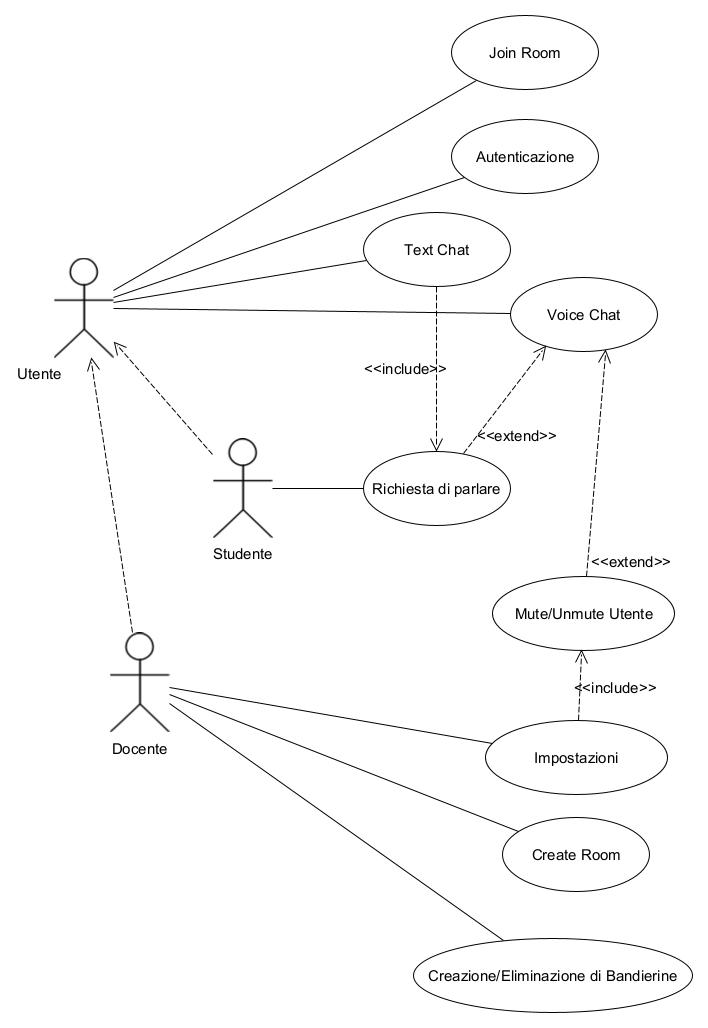 Join Room
Autenticazione
Text Chat
Voice Chat
Utente
<<include>>
<<extend>>
Richiesta di parlare
Studente
<<extend>>
Mute/Unmute Utente
<<include>>
Docente
Impostazioni
Create Room
Creazione/Eliminazione di Bandierine